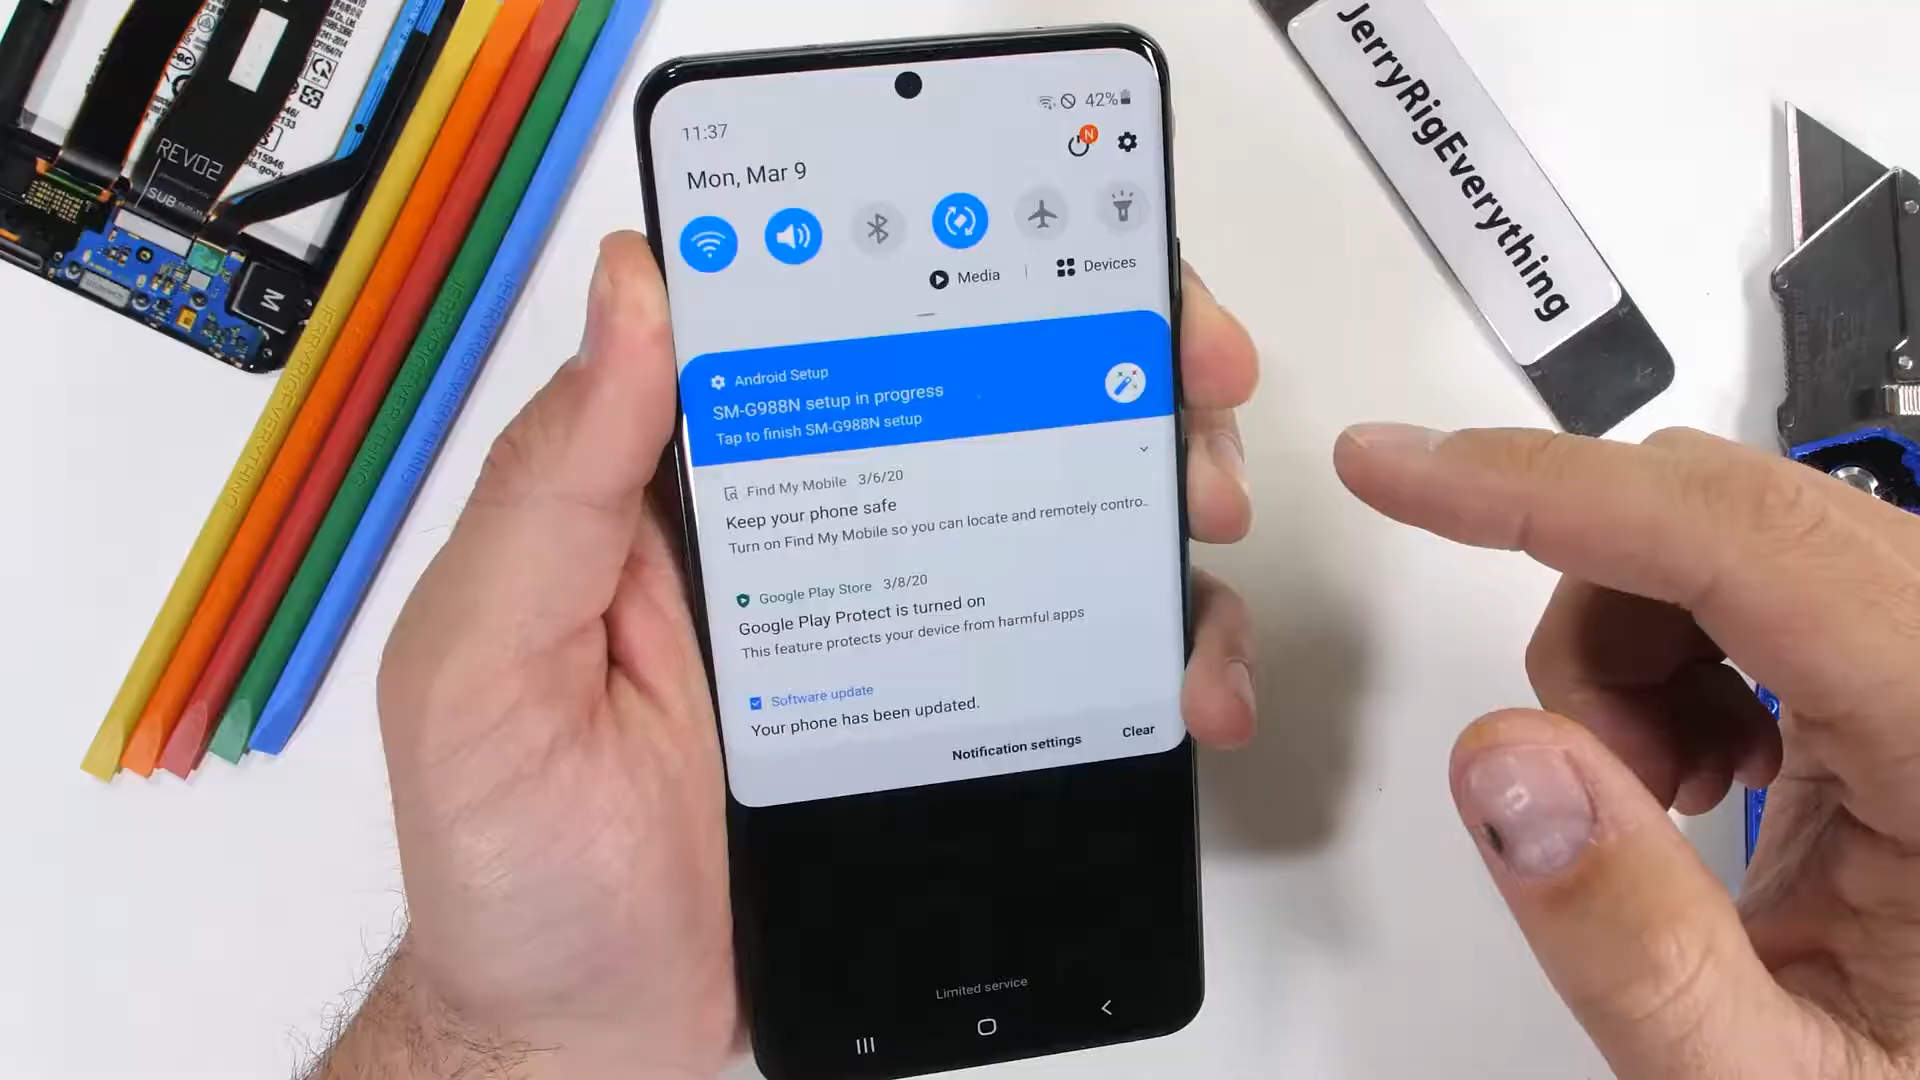 REV02
SUB
M
JERRYRIGEVERYTHING
JERRYRIGEVERYTHING
JERRYRIGEVERYTHING
JerryRigEverything
42%
11:37
N
Mon, Mar 9
Media
Devices
Android Setup
SM-G988N setup in progress
Tap to finish SM-G988N setup
Find My Mobile 3/6/20
Keep your phone safe
Turn on Find My Mobile so you can locate and remotely contro..
Google Play Store 3/8/20
Google Play Protect is turned on
This feature protects your device from harmful apps
Software update
Your phone has been updated.
Notification settings
Clear
Limited service